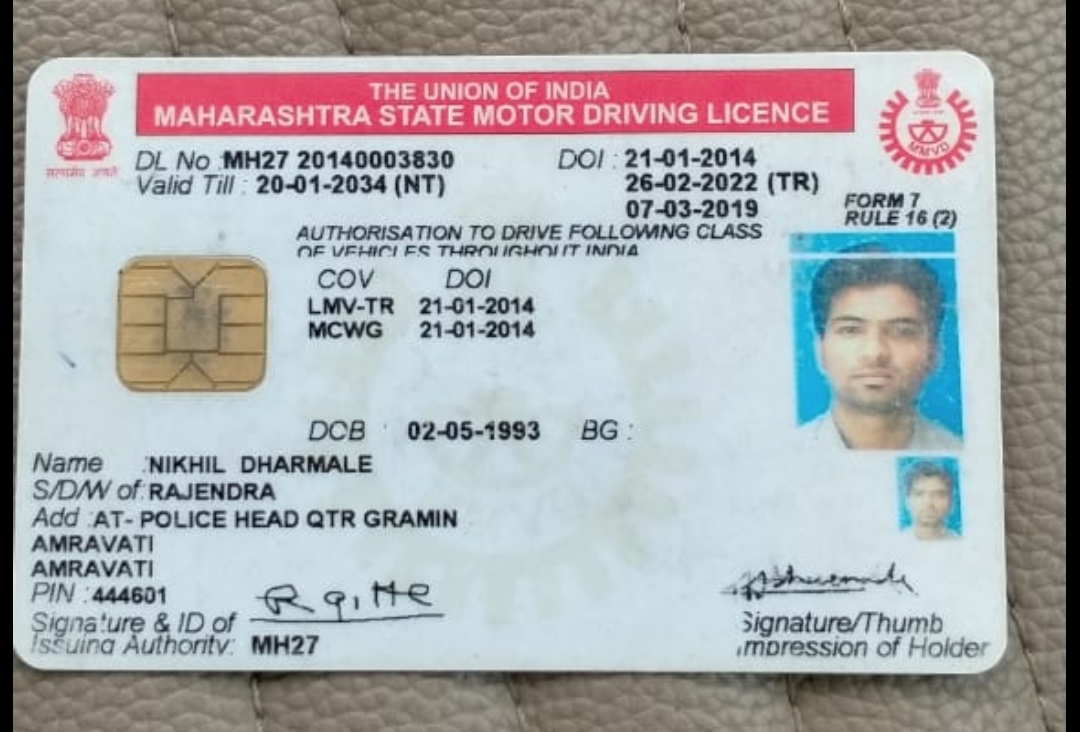 THE UNION OF INDIA
MAHARASHTRA STATE MOTOR DRIVING LICENCE
सत्यमेव जयते
MMVD
DL No : MH27 20140003830 DOI : 21-01-2014
Valid Till : 20-01-2034 (NT) 26-02-2022 (TR)
07-03-2019
FORM 7
RULE 16 (2)
AUTHORISATION TO DRIVE FOLLOWING CLASS
OF VEHICLES THROUGHOUT INDIA
COV DOI
LMV-TR 21-01-2014
MCWG 21-01-2014
DCB : 02-05-1993 BG :
Name : NIKHIL DHARMALE
S/D/W of : RAJENDRA
Add : AT- POLICE HEAD QTR GRAMIN
AMRAVATI
AMRAVATI
PIN : 444601
Signature & ID of
Issuing Authority: MH27
Signature/Thumb
Impression of Holder